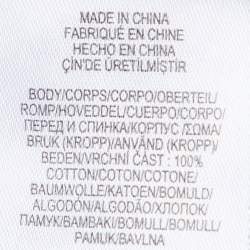 MADE IN CHINA
FABRIQUÉ EN CHINE
HECHO EN CHINA
ÇİN'DE ÜRETİLMİŞTİR
BODY/CORPS/CORPO/OBERTEIL/
ROMP/HOVEDDEL/CUERPO/CORPO/
ПЕРЕД И СПИНКА/КОРПУС /ΣΩΜΑ/
BRUK (KROPP)/ANVÄND (KROPP)/
BEDEN/VRCHNÍ ČÁST : 100%
COTTON/COTON/COTONE/
BAUMWOLLE/KATOEN/BOMULD/
ALGODÓN/ALGODÃO/ХЛОПОК/
ПАМУК/ΒΑΜΒΑΚΙ/BOMULL/BOMULL/
PAMUK/BAVLNA